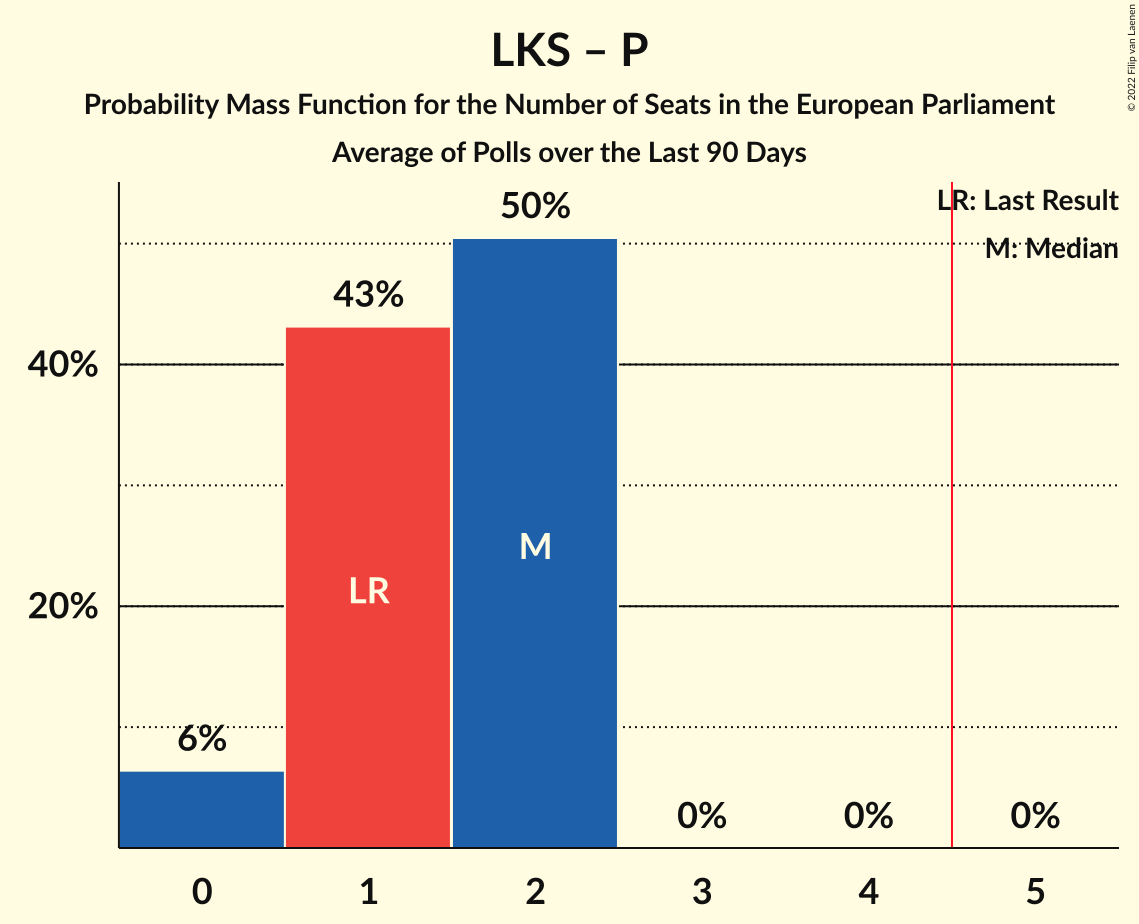 LKS – P
Probability Mass Function for the Number of Seats in the European Parliament
Average of Polls over the Last 90 Days
© 2022 Filip van Laenen
LR: Last Result
M: Median
50%
43%
40%
M
LR
20%
6%
0%
0%
0%
0
1
2
3
4
5